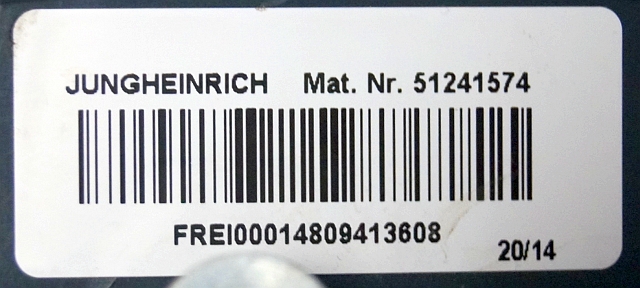 JUNGHEINRICH Mat. Nr. 51241574
FREI00014809413608
20/14